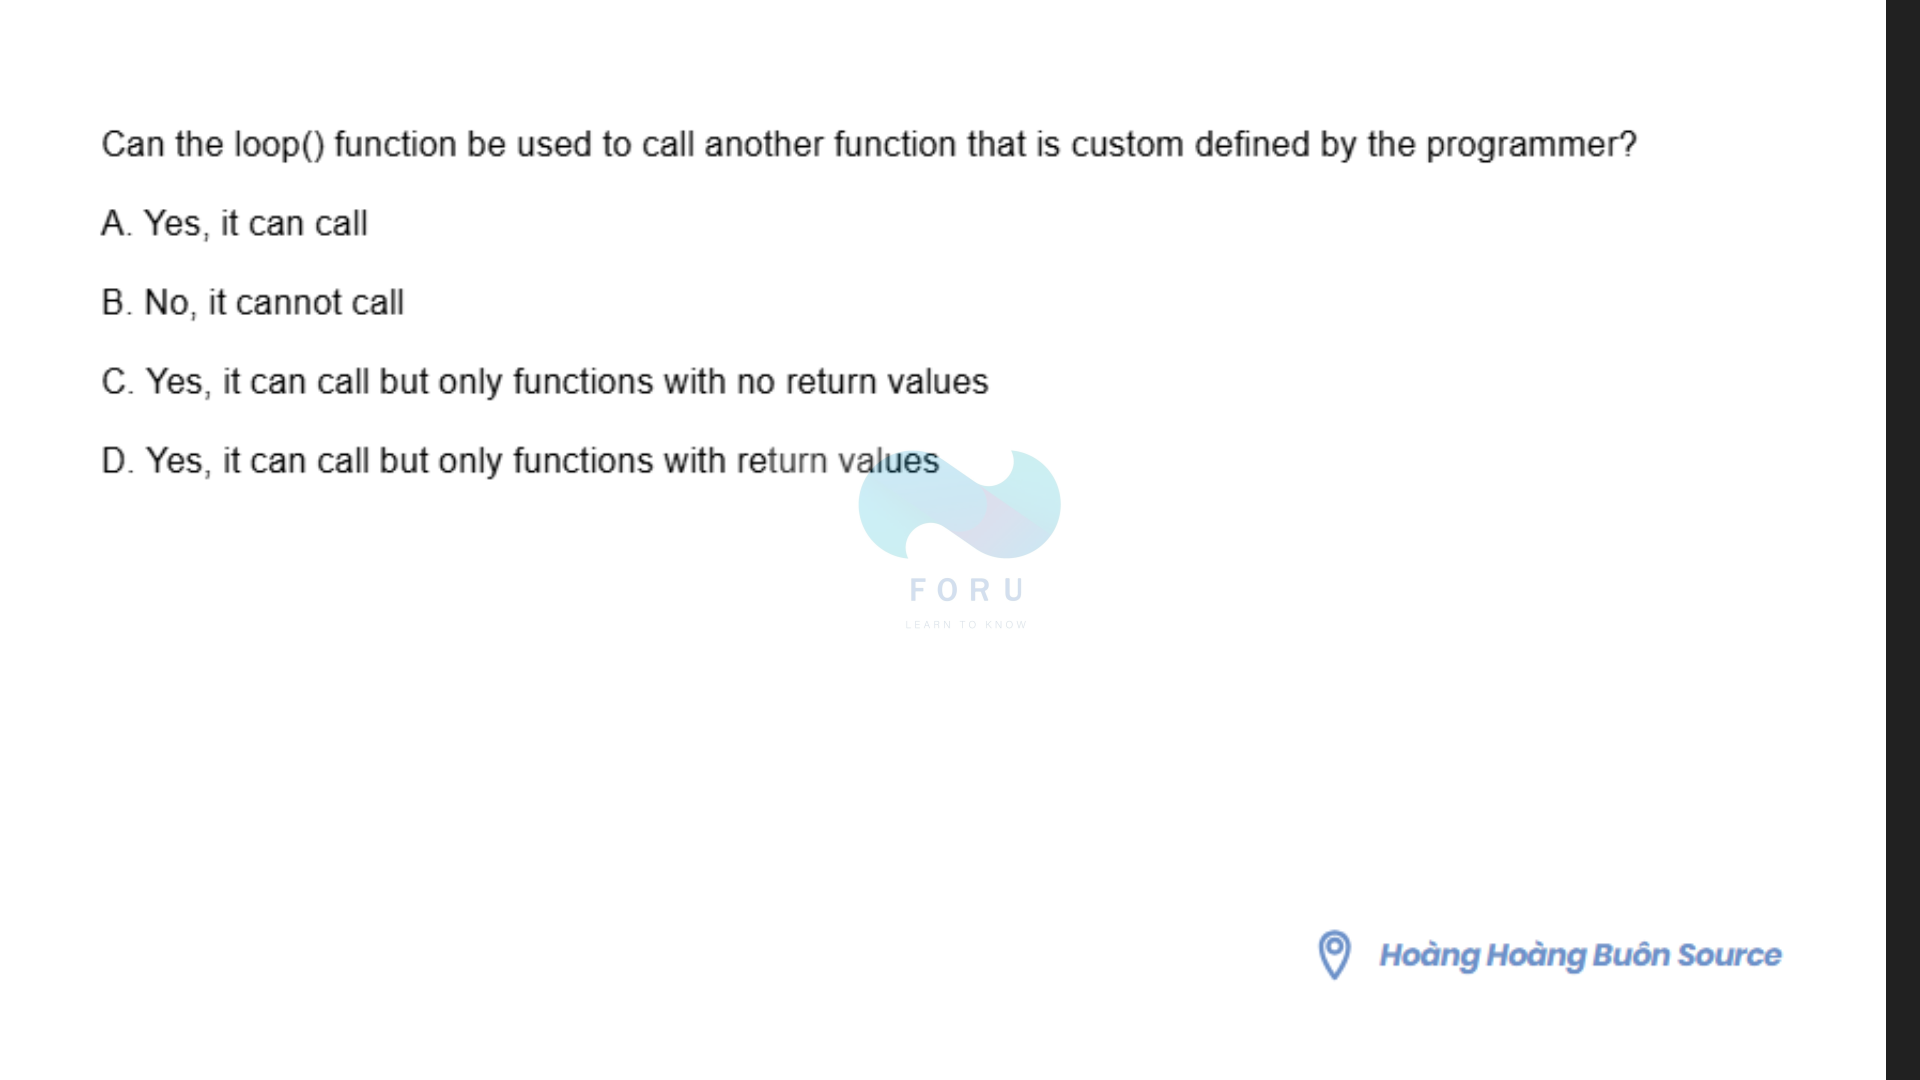 Can the loop() function be used to call another function that is custom defined by the programmer?
A. Yes, it can call
B. No, it cannot call
C. Yes, it can call but only functions with no return values
D. Yes, it can call but only functions with return values
FORU
LEARN TO KNOW
Hoàng Hoàng Buôn Source